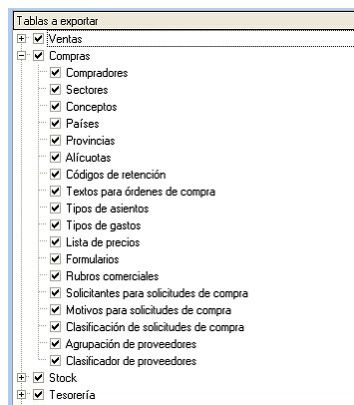 Tablas a exportar
Ventas
Compras
Compradores
Sectores
Conceptos
Países
Provincias
Alícuotas
Códigos de retención
Textos para órdenes de compra
Tipos de asientos
Tipos de gastos
Lista de precios
Formularios
Rubros comerciales
Solicitantes para solicitudes de compra
Motivos para solicitudes de compra
Clasificación de solicitudes de compra
Agrupación de proveedores
Clasificador de proveedores
Stock
Tesorería